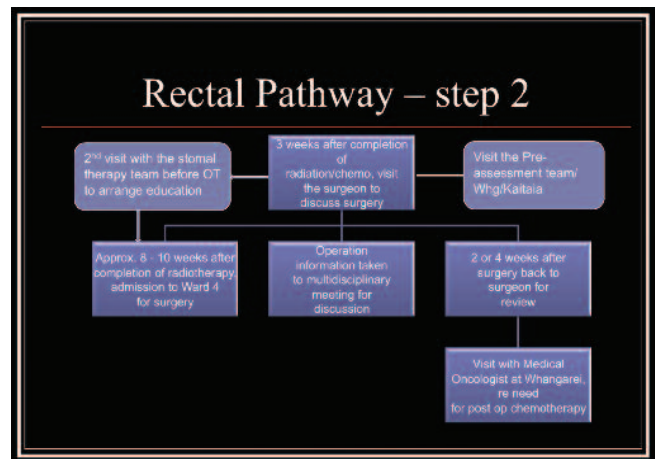 Rectal Pathway – step 2
2nd visit with the stomal
therapy team before OT
to arrange education
3 weeks after completion
of
radiation/chemo, visit
the surgeon to
discuss surgery
Visit the Pre-
assessment team/
Whg/Kaitaia
Approx. 8 - 10 weeks after
completion of radiotherapy,
admission to Ward 4
for surgery
Operation
information taken
to multidisciplinary
meeting for
discussion
2 or 4 weeks after
surgery back to
surgeon for
review
Visit with Medical
Oncologist at Whangarei,
re need
for post op chemotherapy